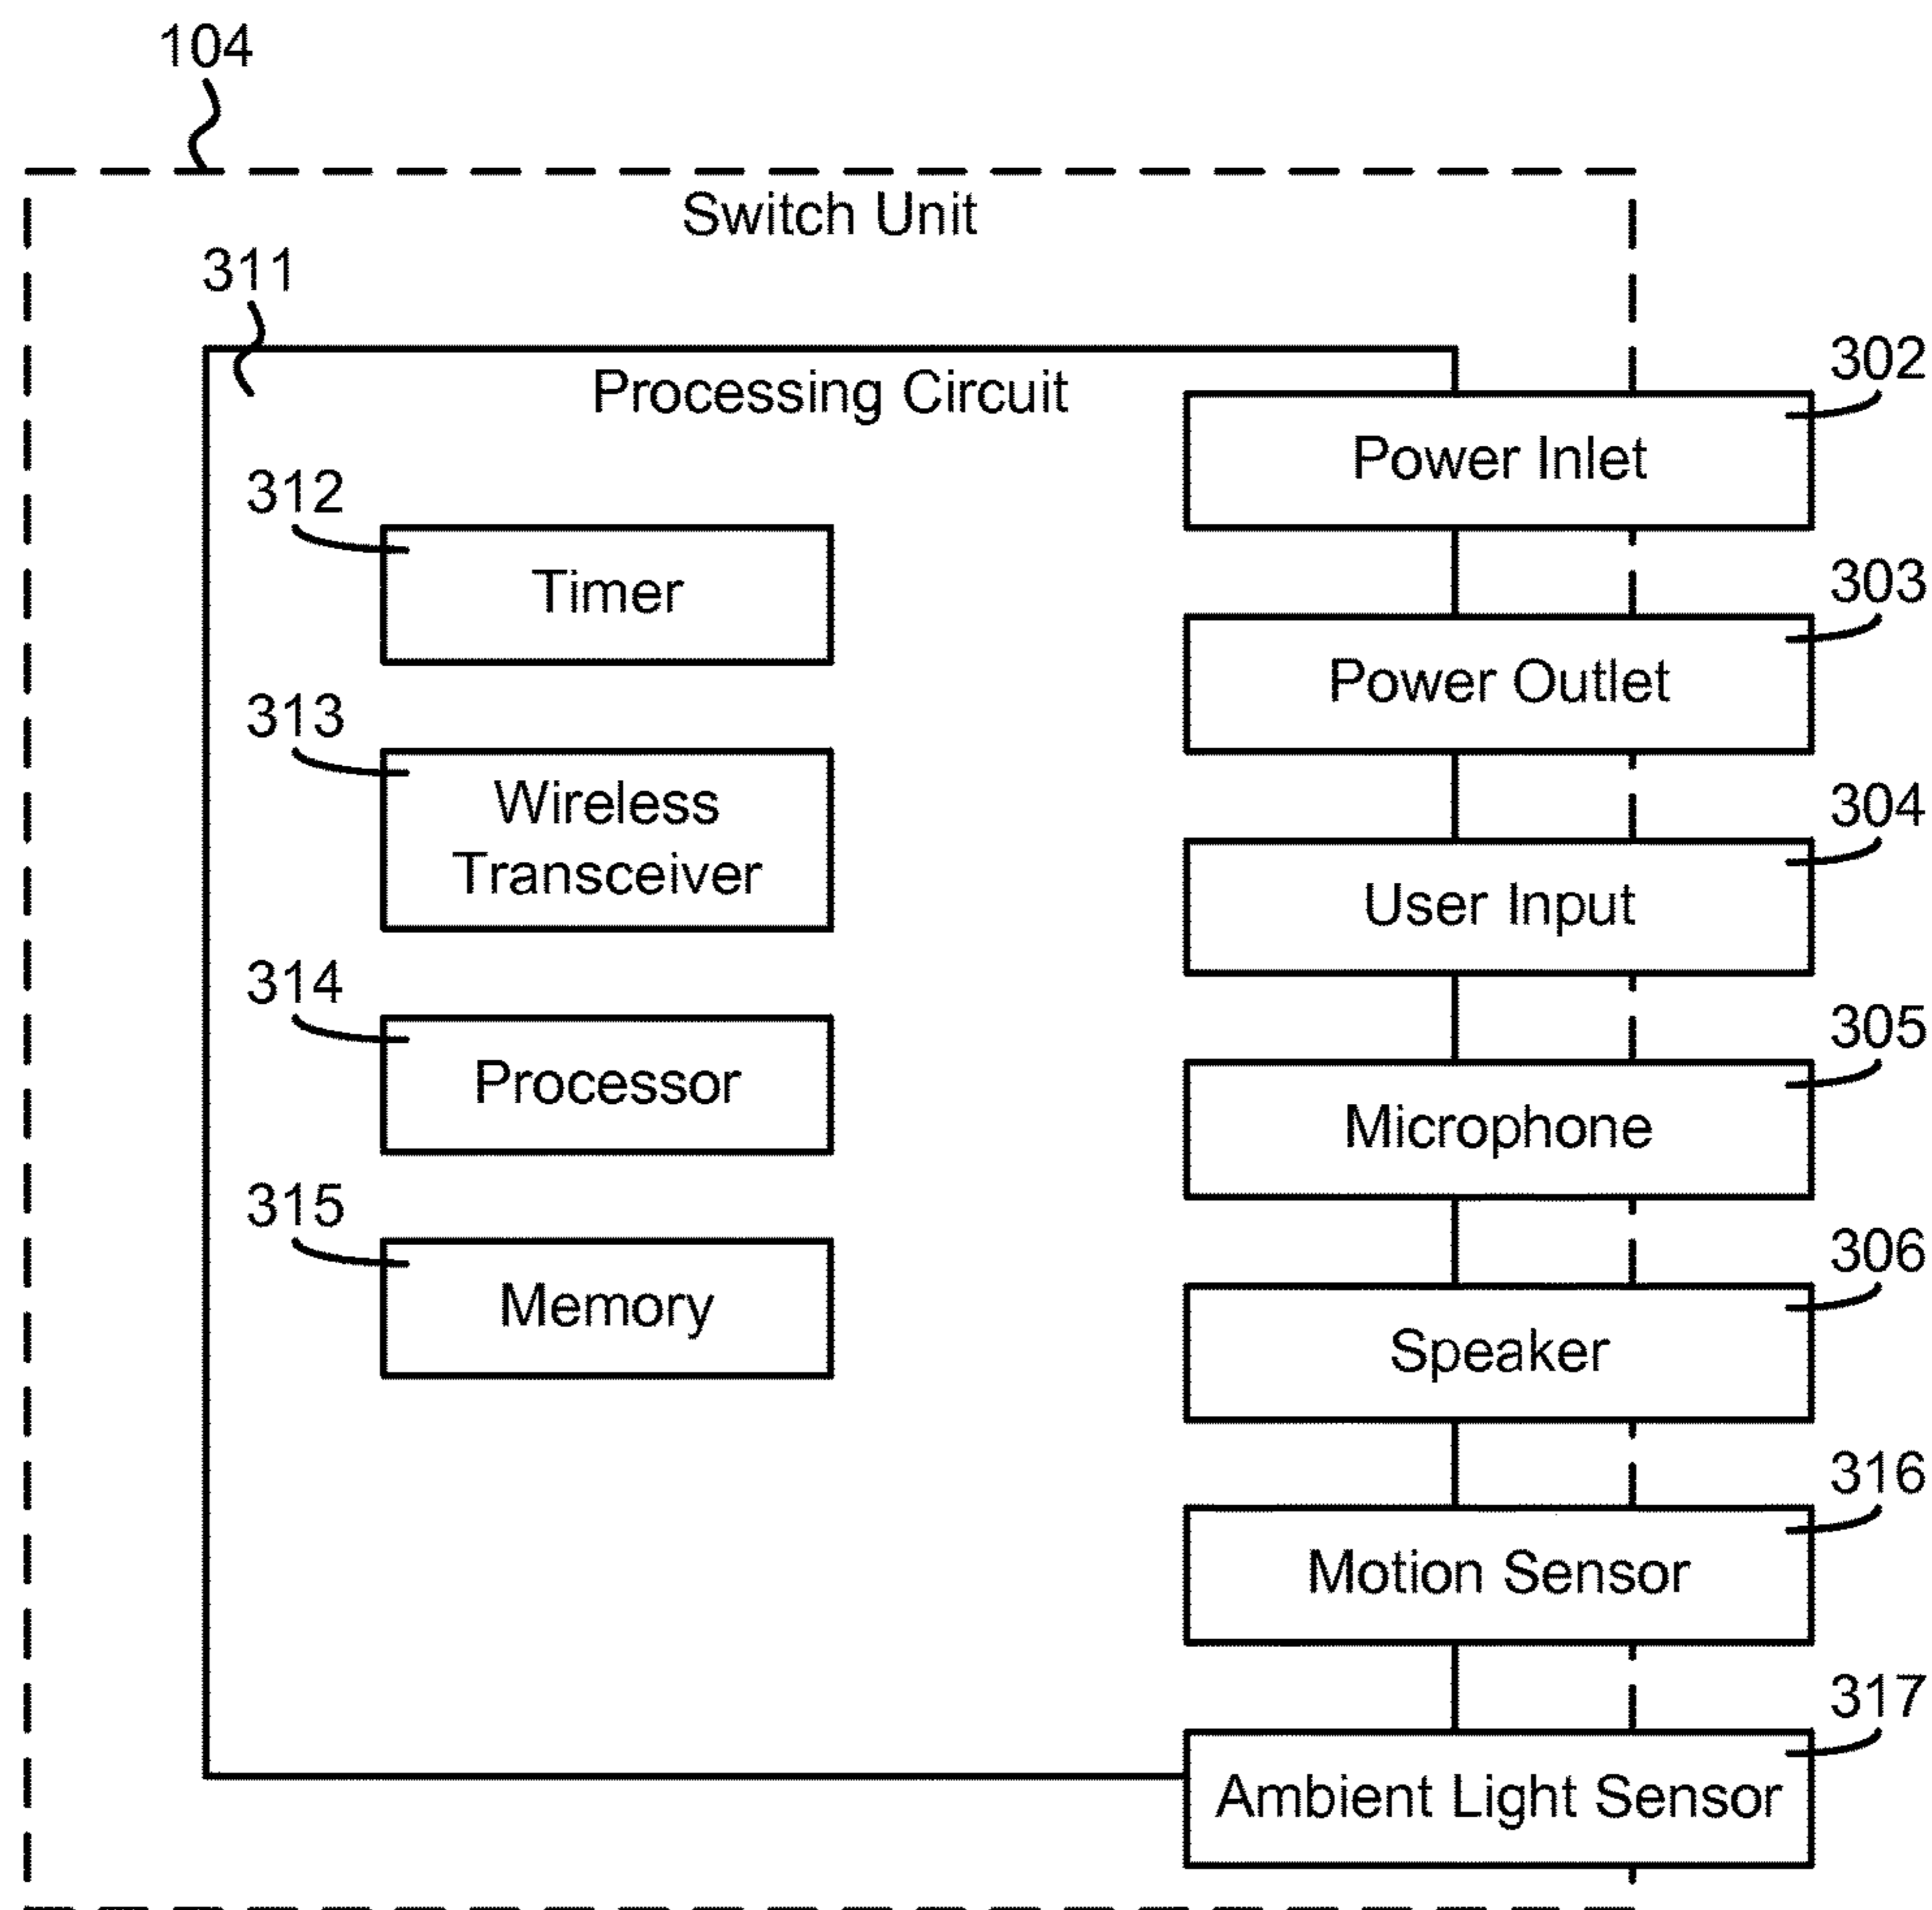 104
Switch Unit
311
Processing Circuit
302
Power Inlet
312
Timer
303
Power Outlet
313
Wireless
Transceiver
304
User Input
314
Processor
305
Microphone
315
Memory
306
Speaker
316
Motion Sensor
317
Ambient Light Sensor